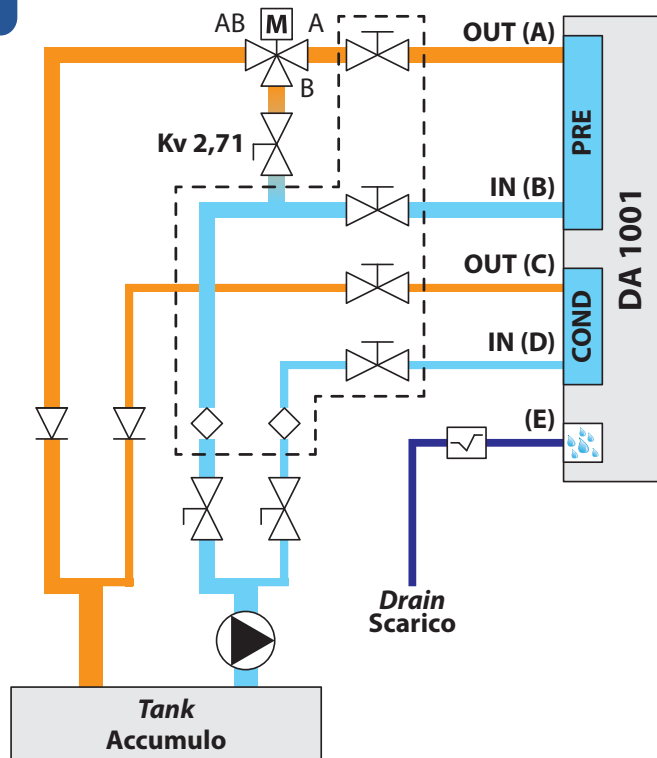 AB
M
A
OUT (A)
B
Kv 2,71
PRE
IN (B)
DA 1001
OUT (C)
COND
IN (D)
(E)
Drain
Scarico
Tank
Accumulo